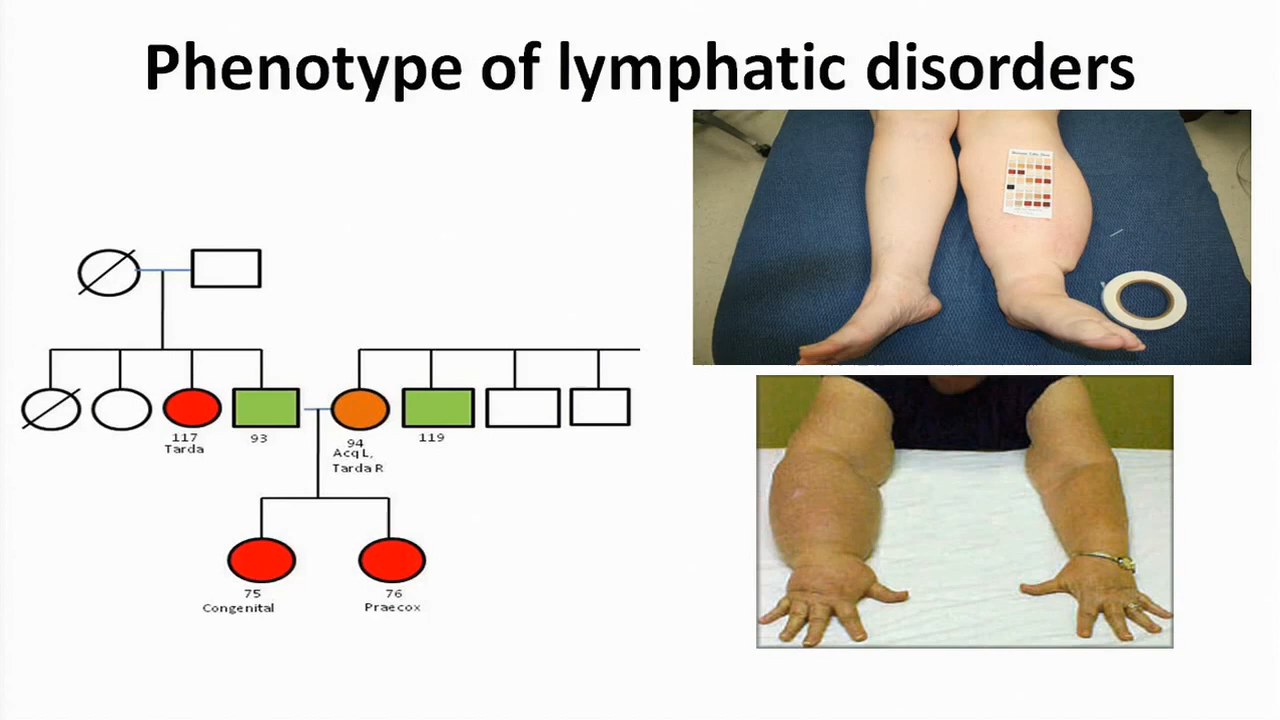 Phenotype of lymphatic disorders
117
Tarda
93
94
Acq L,
Tarda R
119
75
Congenital
76
Praecox